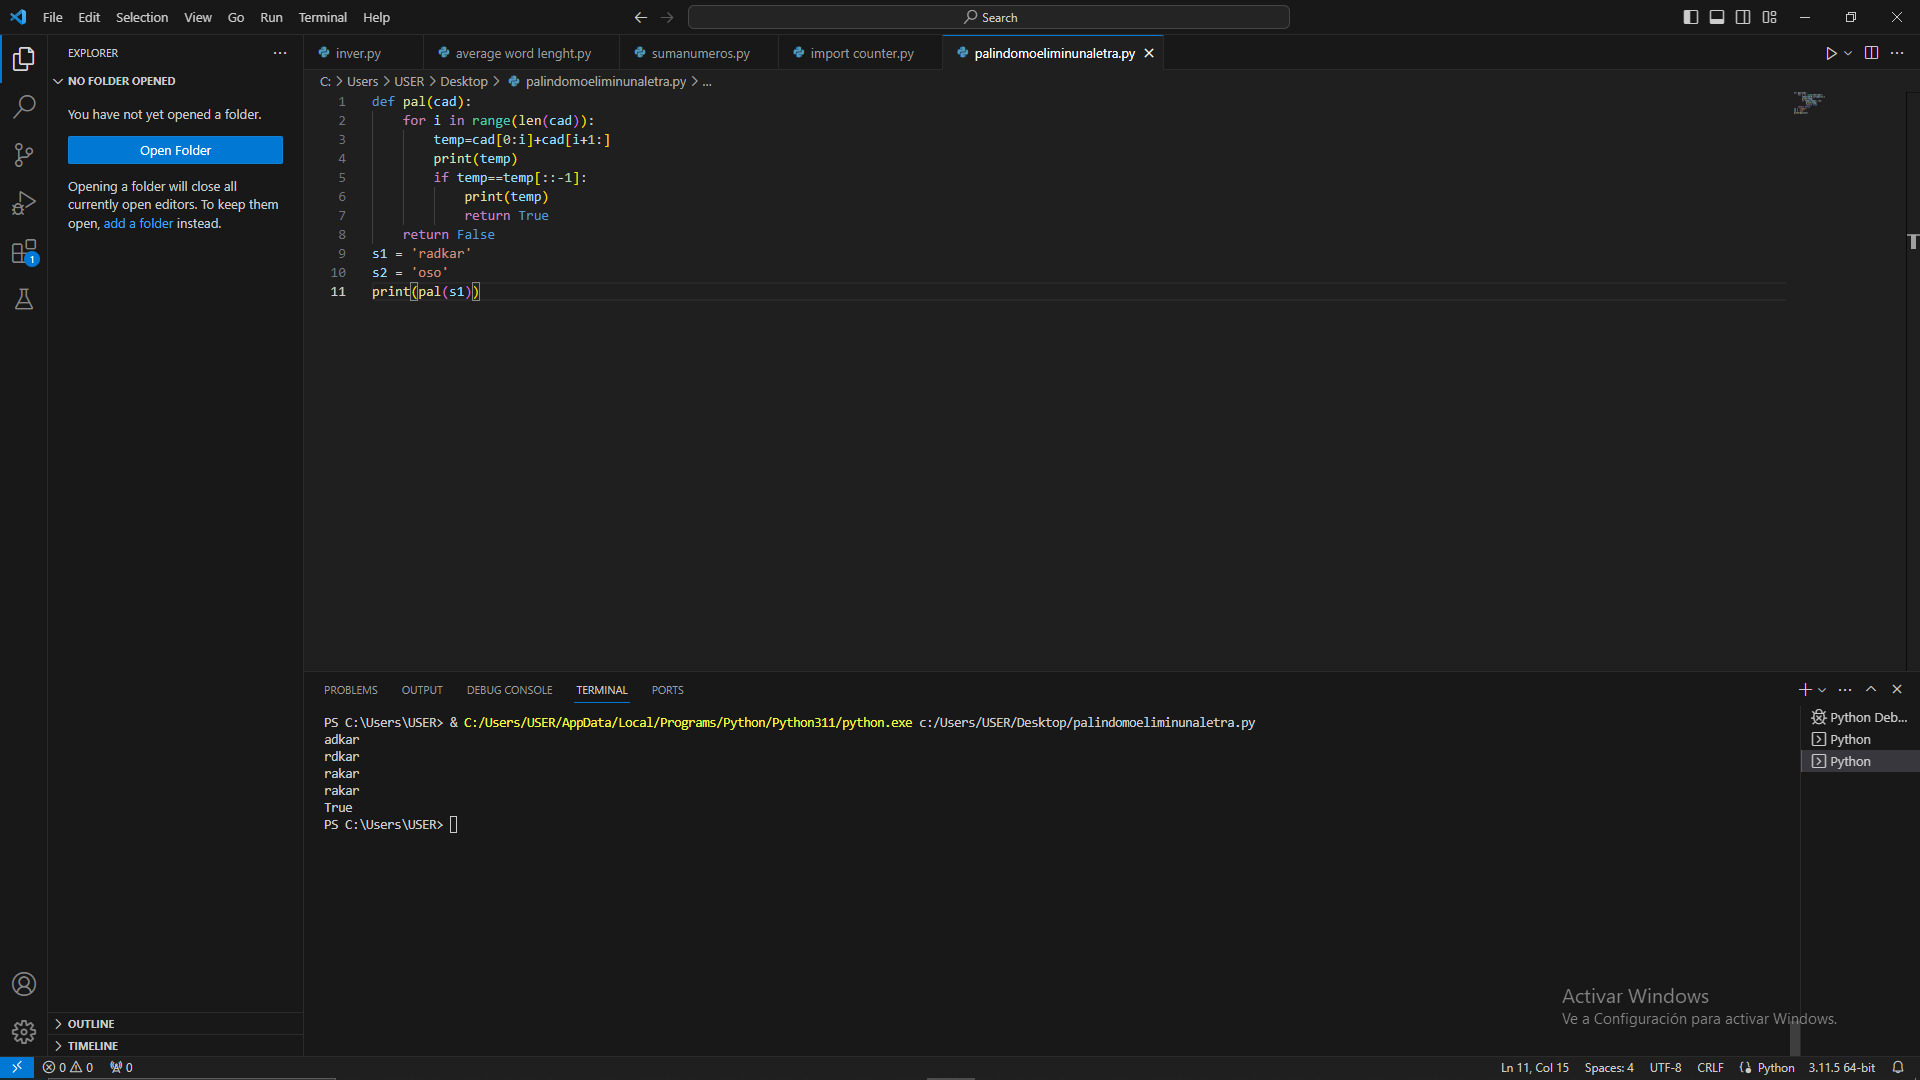 File Edit Selection View Go Run Terminal Help
Search
EXPLORER
NO FOLDER OPENED
You have not yet opened a folder.
Open Folder
Opening a folder will close all
currently open editors. To keep them
open, add a folder instead.
OUTLINE
TIMELINE
1
inver.py average word lenght.py sumanumeros.py import counter.py palindomoeliminunaletra.py
C: > Users > USER > Desktop > palindomoeliminunaletra.py > ...
1 def pal(cad):
2 for i in range(len(cad)):
3 temp=cad[0:i]+cad[i+1:]
4 print(temp)
5 if temp==temp[::-1]:
6 print(temp)
7 return True
8 return False
9 s1 = 'radkar'
10 s2 = 'oso'
11 print(pal(s1))
PROBLEMS OUTPUT DEBUG CONSOLE TERMINAL PORTS
PS C:\Users\USER> & C:/Users/USER/AppData/Local/Programs/Python/Python311/python.exe c:/Users/USER/Desktop/palindomoeliminunaletra.py
adkar
rdkar
rakar
rakar
True
PS C:\Users\USER>
Python Deb...
Python
Python
Activar Windows
Ve a Configuración para activar Windows.
0 0 0
Ln 11, Col 15 Spaces: 4 UTF-8 CRLF Python 3.11.5 64-bit